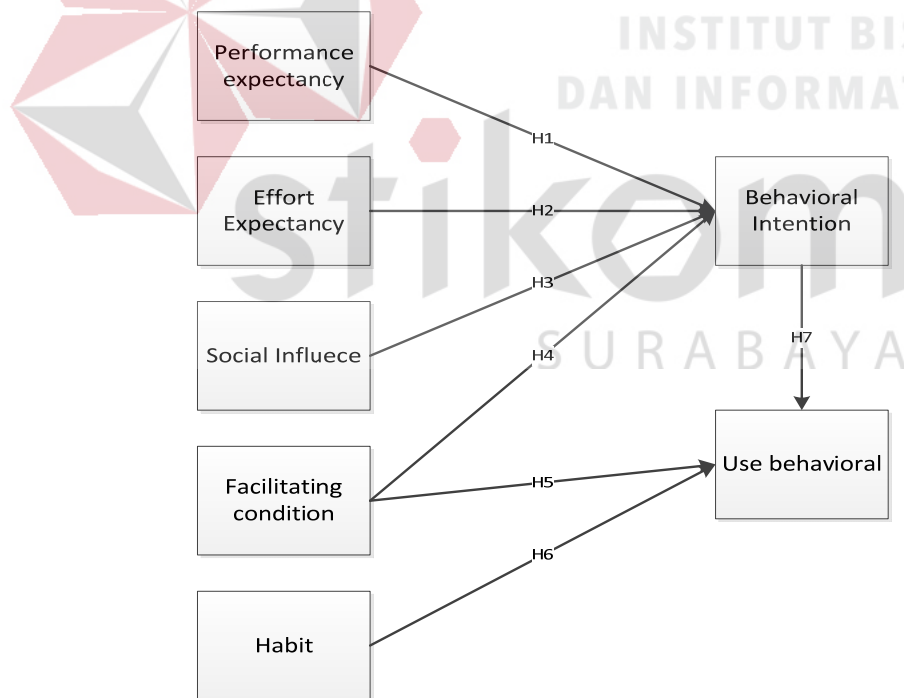 INSTITUT BIS
DAN INFORMAT
stikom
SURABAYA
Performance
expectancy
H1
Effort
Expectancy
H2
Behavioral
Intention
H3
Social Influece
H4
H7
Facilitating
condition
H5
Use behavioral
H6
Habit